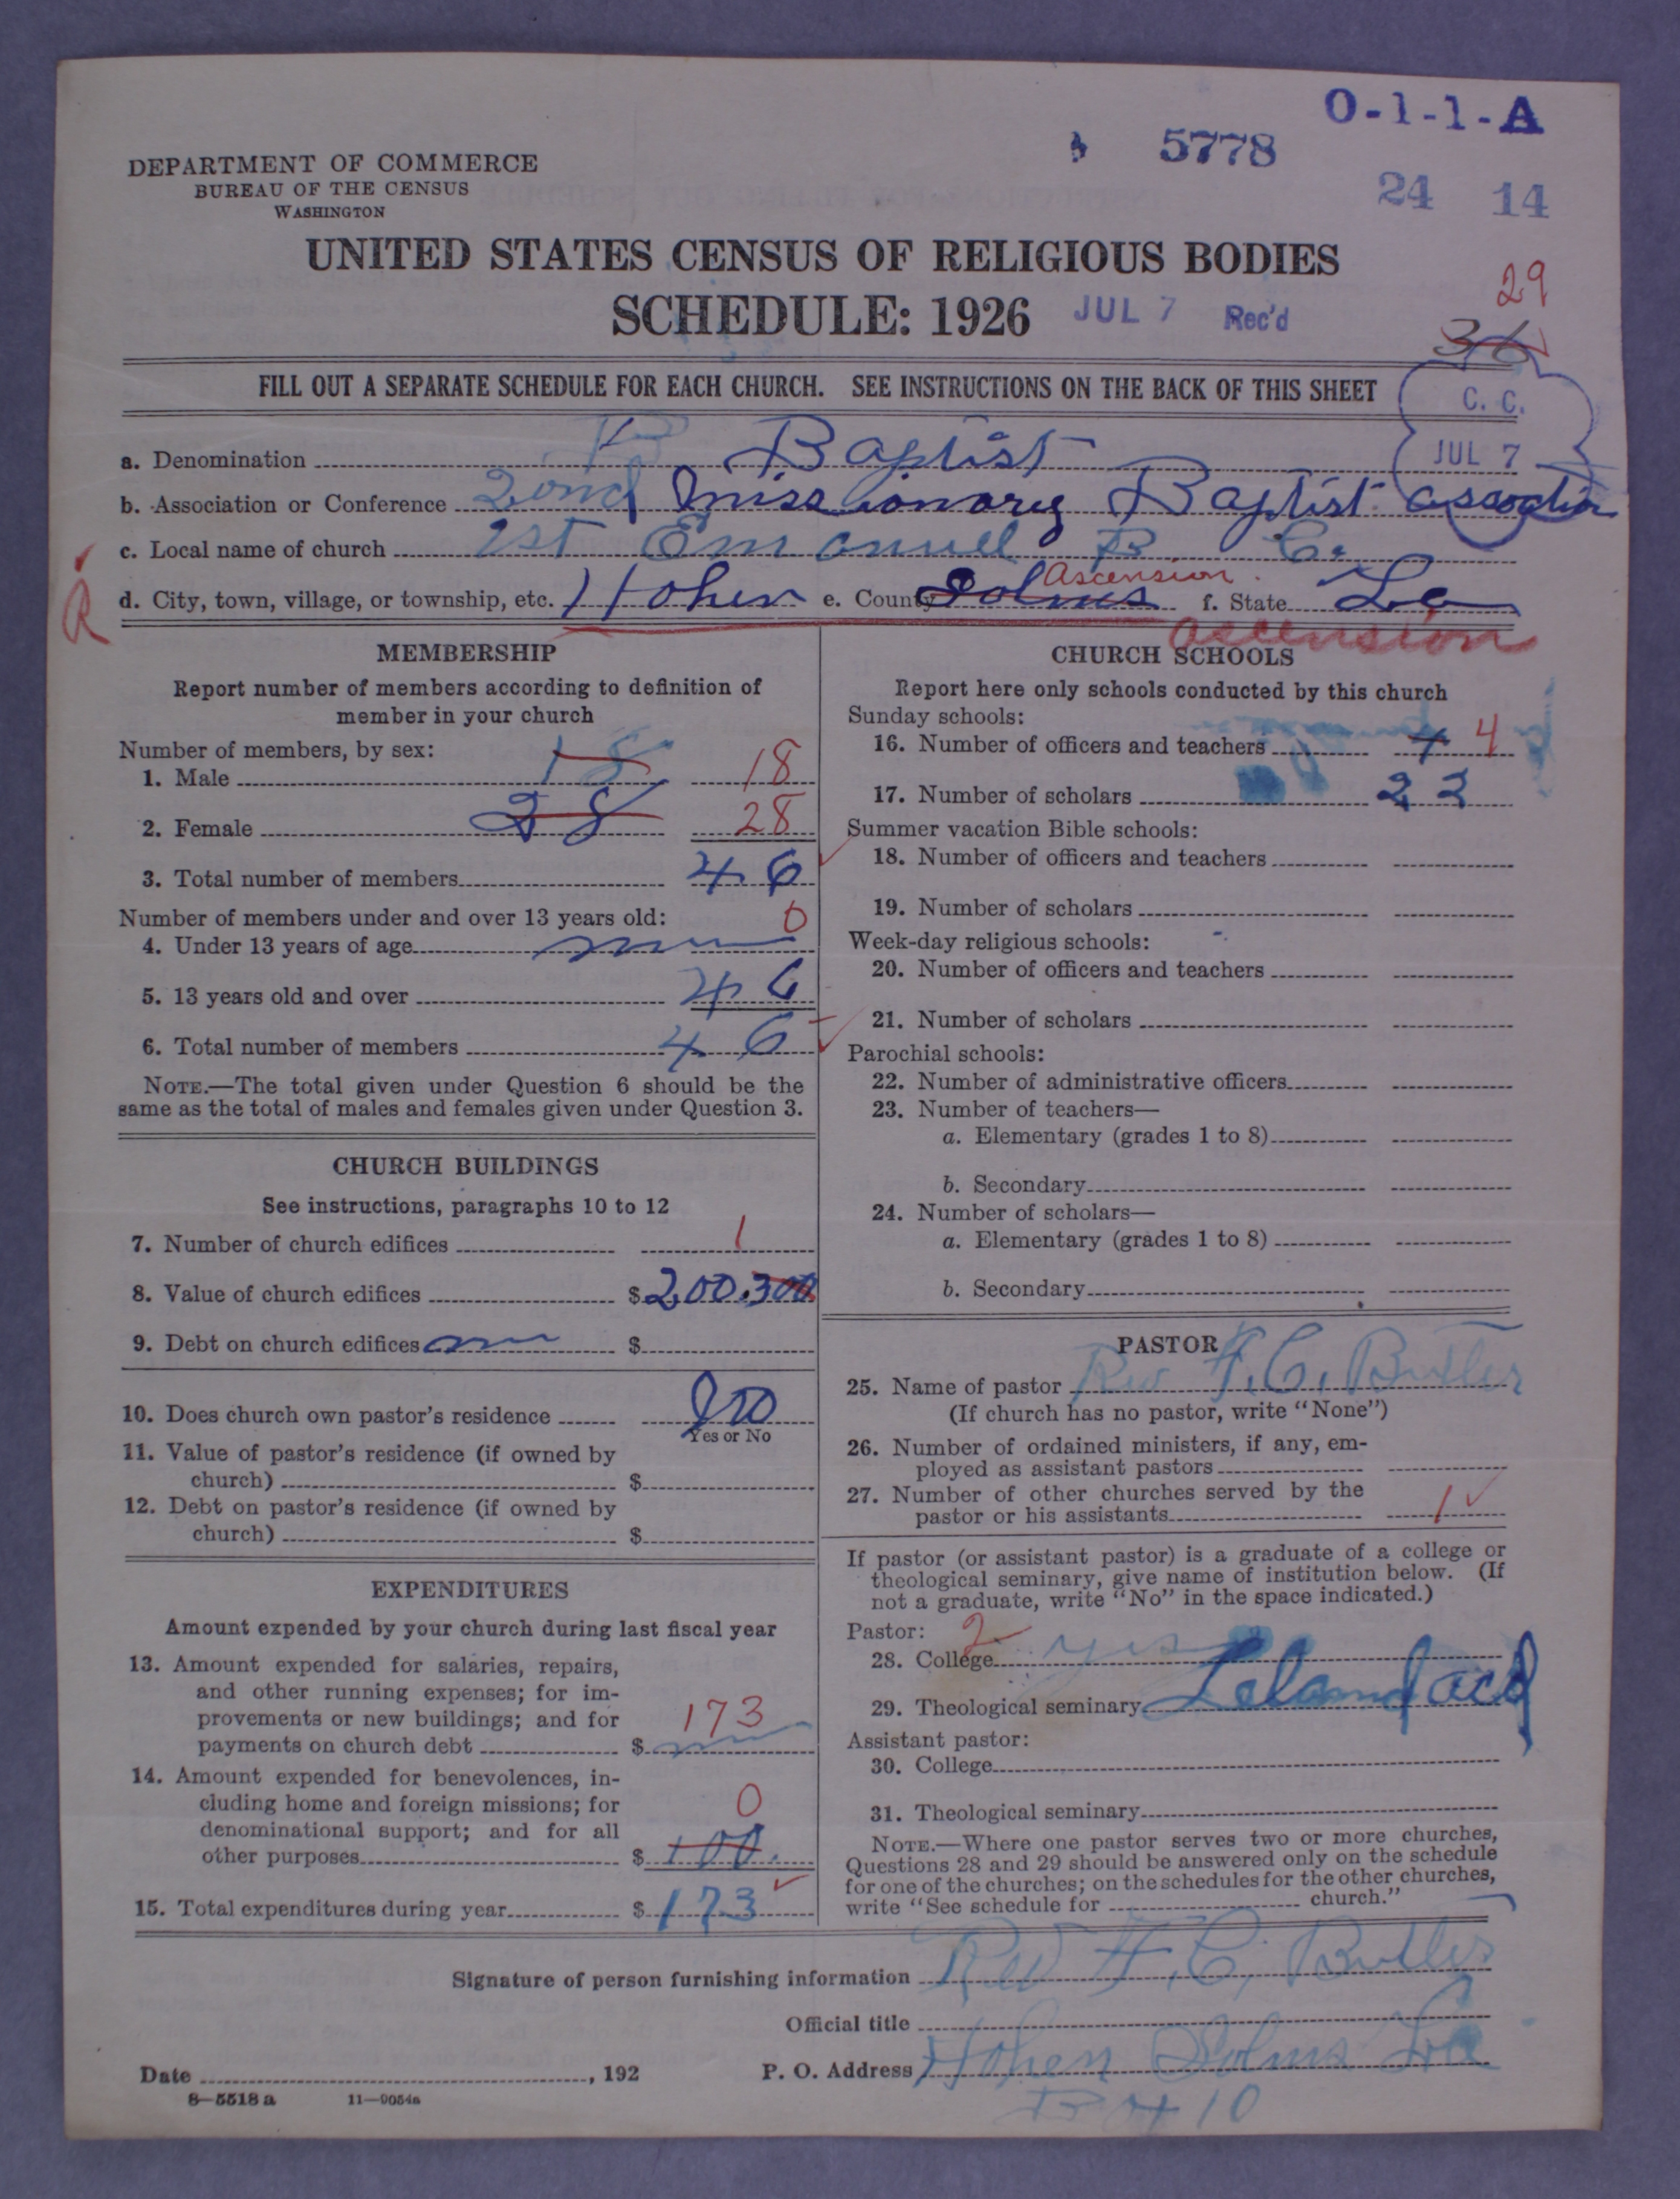 O-1-1-A
5778
24 14
DEPARTMENT OF COMMERCE
BUREAU OF THE CENSUS
WASHINGTON
UNITED STATES CENSUS OF RELIGIOUS BODIES
SCHEDULE: 1926 JUL 7 Rec'd
29
36
FILL OUT A SEPARATE SCHEDULE FOR EACH CHURCH. SEE INSTRUCTIONS ON THE BACK OF THIS SHEET
C. C.
JUL 7
a. Denomination Baptist
b. Association or Conference 2ond Missionary Baptist association
c. Local name of church 1st Emanuell B. C.
d. City, town, village, or township, etc. Hohen e. County Solms Ascension f. State La
R
Ascension
MEMBERSHIP
Report number of members according to definition of
member in your church
Number of members, by sex:
1. Male 18 18
2. Female 28 28
3. Total number of members 46
Number of members under and over 13 years old: 0
4. Under 13 years of age
5. 13 years old and over 46
6. Total number of members 46
NOTE.—The total given under Question 6 should be the
same as the total of males and females given under Question 3.
CHURCH BUILDINGS
See instructions, paragraphs 10 to 12
7. Number of church edifices 1
8. Value of church edifices $ 200.300
9. Debt on church edifices $
10. Does church own pastor's residence no
Yes or No
11. Value of pastor's residence (if owned by
church) $
12. Debt on pastor's residence (if owned by
church) $
EXPENDITURES
Amount expended by your church during last fiscal year
13. Amount expended for salaries, repairs,
and other running expenses; for im-
provements or new buildings; and for 173
payments on church debt $
14. Amount expended for benevolences, in-
cluding home and foreign missions; for 0
denominational support; and for all
other purposes $ 100.
15. Total expenditures during year $ 173
CHURCH SCHOOLS
Report here only schools conducted by this church
Sunday schools:
16. Number of officers and teachers 4 4
17. Number of scholars 22
Summer vacation Bible schools:
18. Number of officers and teachers
19. Number of scholars
Week-day religious schools:
20. Number of officers and teachers
21. Number of scholars
Parochial schools:
22. Number of administrative officers
23. Number of teachers—
a. Elementary (grades 1 to 8)
b. Secondary
24. Number of scholars—
a. Elementary (grades 1 to 8)
b. Secondary
PASTOR
25. Name of pastor Rev F. C. Butler
(If church has no pastor, write "None")
26. Number of ordained ministers, if any, em-
ployed as assistant pastors
27. Number of other churches served by the
pastor or his assistants 1
If pastor (or assistant pastor) is a graduate of a college or
theological seminary, give name of institution below. (If
not a graduate, write "No" in the space indicated.)
Pastor: 2
28. College yes
29. Theological seminary Leland acd
Assistant pastor:
30. College
31. Theological seminary
NOTE.—Where one pastor serves two or more churches,
Questions 28 and 29 should be answered only on the schedule
for one of the churches; on the schedules for the other churches,
write "See schedule for church."
Signature of person furnishing information Rev F. C. Butler
Official title
Date , 192 P. O. Address Hohen Solms La
Box 10
8—5518 a 11—9054a